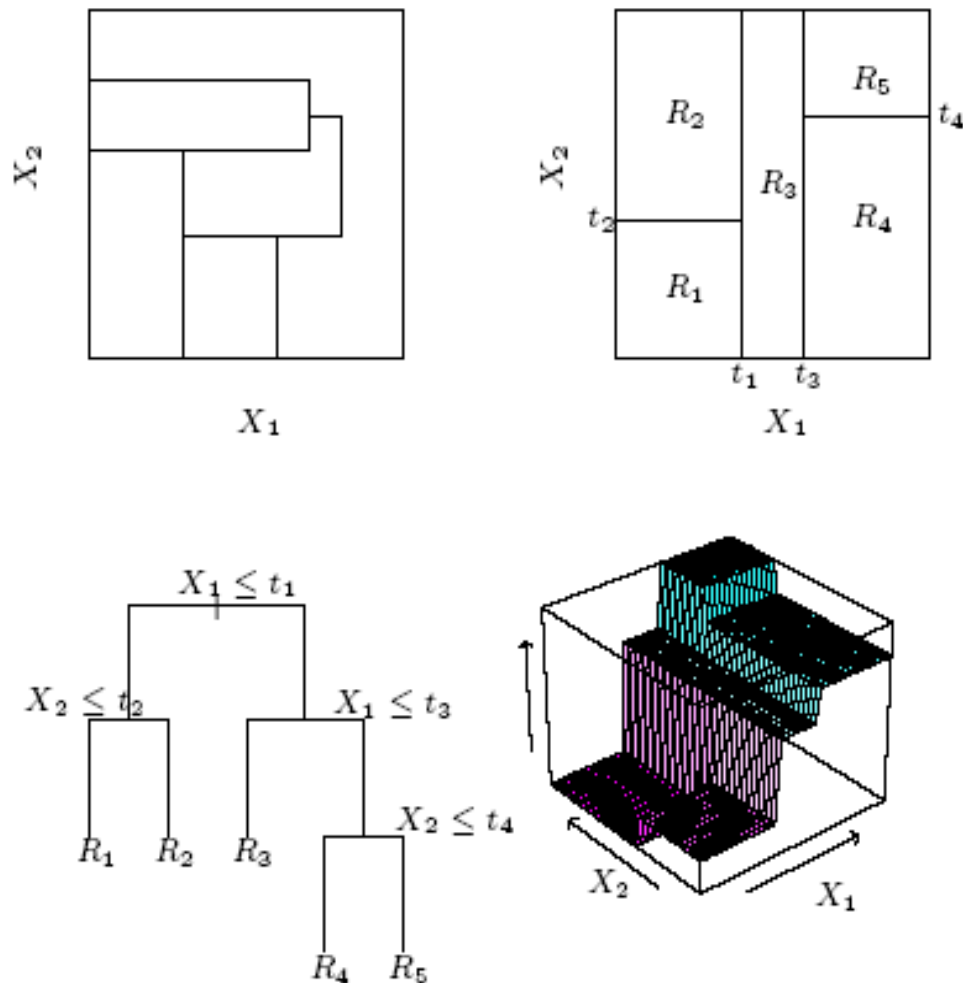 X₂
X₁
R₅
R₂
t₄
X₂
R₃
t₂
R₄
R₁
t₁ t₃
X₁
X₁ ≤ t₁
X₂ ≤ t₂
X₁ ≤ t₃
X₂ ≤ t₄
R₁ R₂ R₃
R₄ R₅
X₂
X₁